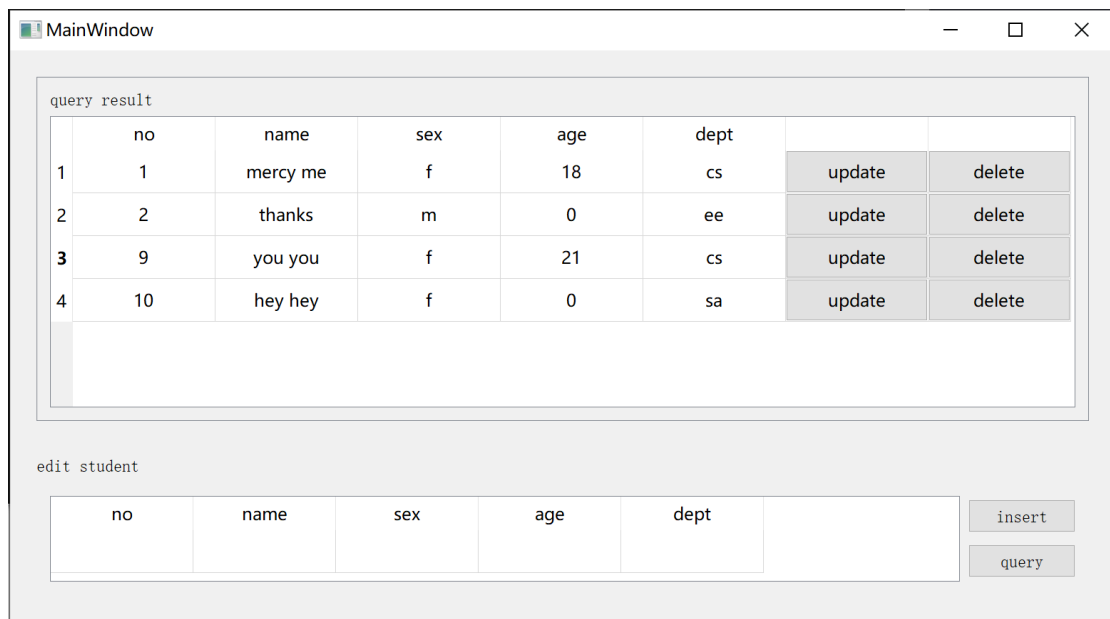 MainWindow
query result
no name sex age dept
1 1 mercy me f 18 cs update delete
2 2 thanks m 0 ee update delete
3 9 you you f 21 cs update delete
4 10 hey hey f 0 sa update delete
edit student
no name sex age dept
insert
query